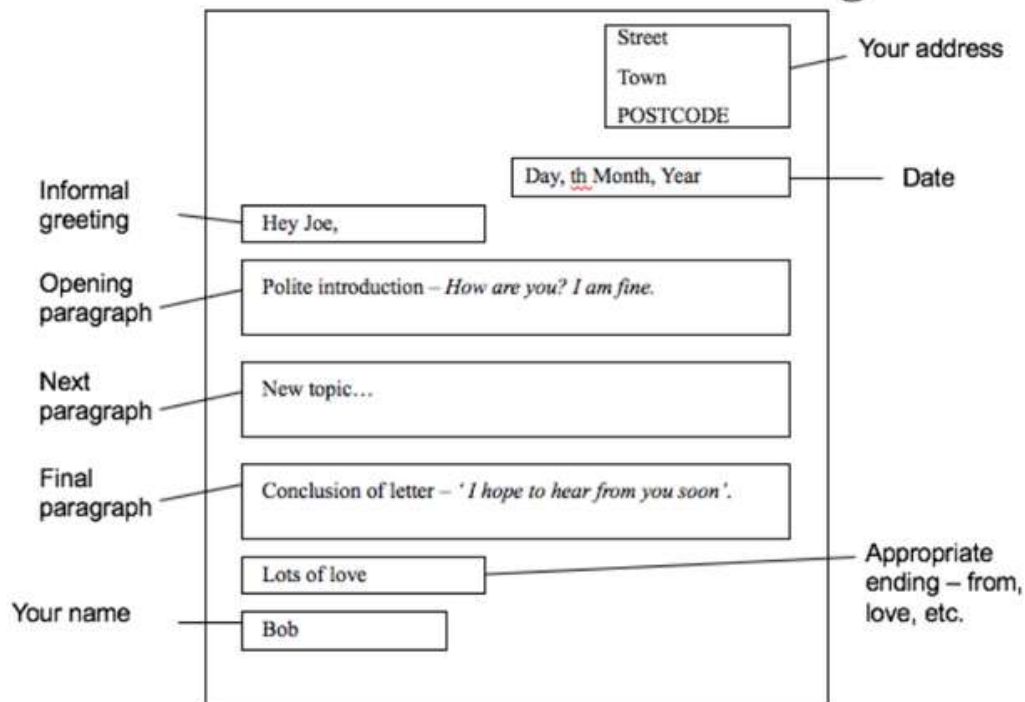 Street
Your address
Town
POSTCODE
Day, th Month, Year
Date
Informal
greeting
Hey Joe,
Opening
paragraph
Polite introduction – How are you? I am fine.
Next
paragraph
New topic…
Final
paragraph
Conclusion of letter – ‘ I hope to hear from you soon’.
Lots of love
Appropriate
ending – from,
love, etc.
Your name
Bob